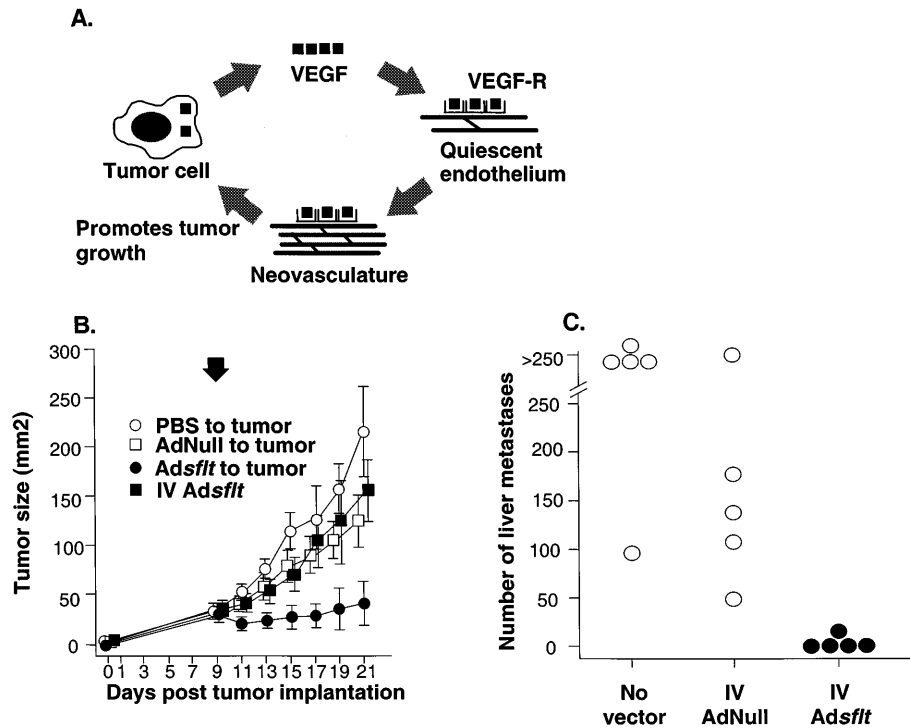 A.
VEGF
VEGF-R
Tumor cell
Quiescent
endothelium
Promotes tumor
growth
Neovasculature
B.
Tumor size (mm2)
300
250
200
150
100
50
0
PBS to tumor
AdNull to tumor
Adsflt to tumor
IV Adsflt
0 1 3 5 7 9 11 13 15 17 19 21
Days post tumor implantation
C.
Number of liver metastases
>250
250
200
150
100
50
0
No
vector
IV
AdNull
IV
Adsflt